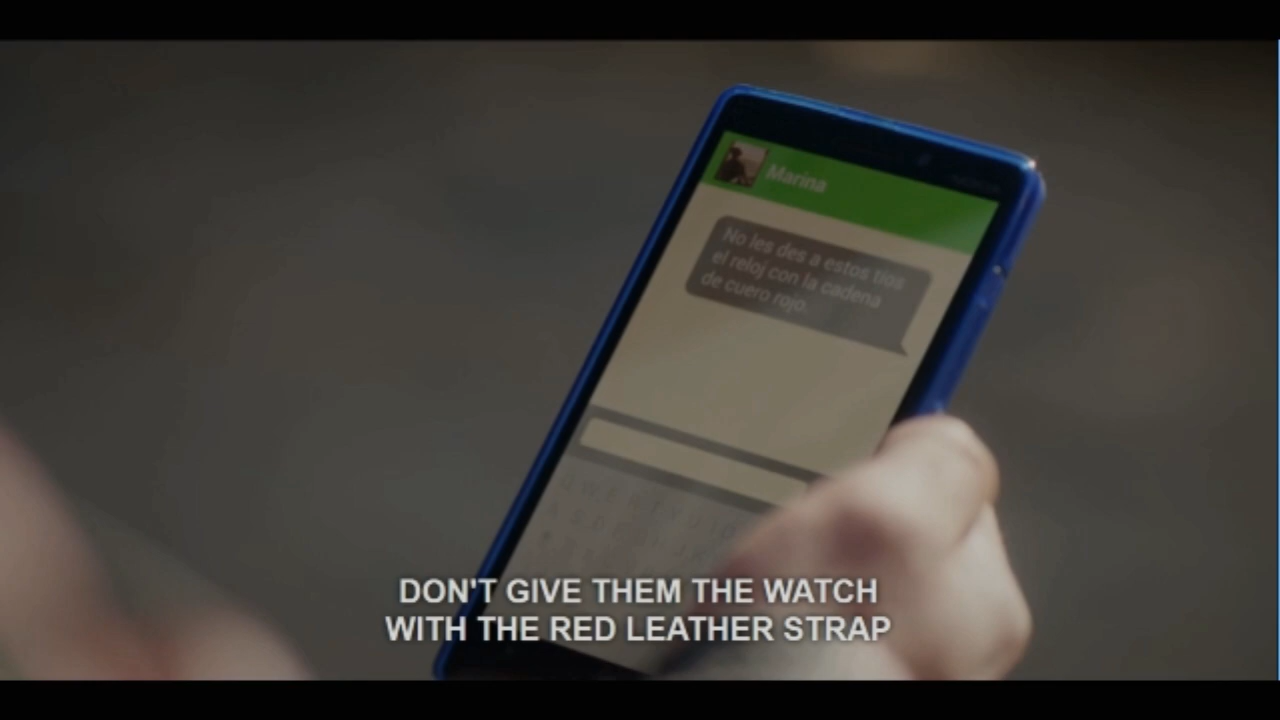 Marina
No les des a estos tios
el reloj con la cadena
de cuero rojo.
DON'T GIVE THEM THE WATCH
WITH THE RED LEATHER STRAP